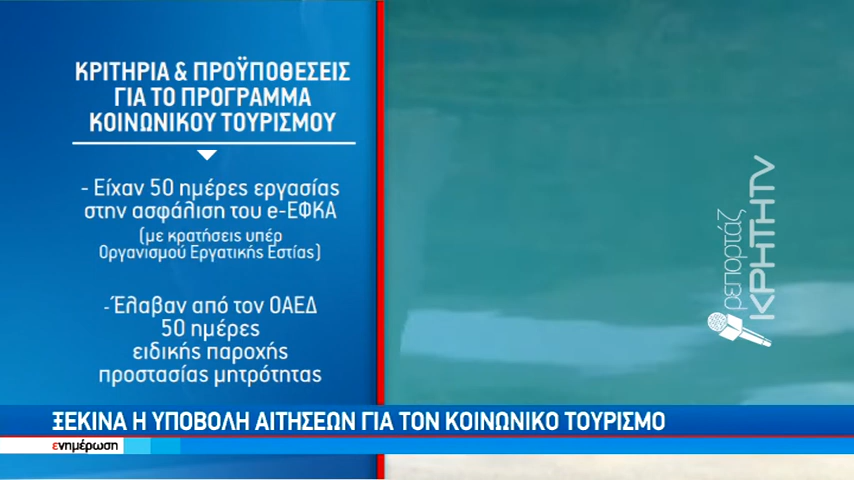 ΚΡΙΤΗΡΙΑ & ΠΡΟΫΠΟΘΕΣΕΙΣ
ΓΙΑ ΤΟ ΠΡΟΓΡΑΜΜΑ
ΚΟΙΝΩΝΙΚΟΥ ΤΟΥΡΙΣΜΟΥ
- Είχαν 50 ημέρες εργασίας
στην ασφάλιση του e-ΕΦΚΑ
(με κρατήσεις υπέρ
Οργανισμού Εργατικής Εστίας)
- Έλαβαν από τον ΟΑΕΔ
50 ημέρες
ειδικής παροχής
προστασίας μητρότητας
ρεπορτάζ
ΚΡΗΤΗTV
ΞΕΚΙΝΑ Η ΥΠΟΒΟΛΗ ΑΙΤΗΣΕΩΝ ΓΙΑ ΤΟΝ ΚΟΙΝΩΝΙΚΟ ΤΟΥΡΙΣΜΟ
ενημέρωση